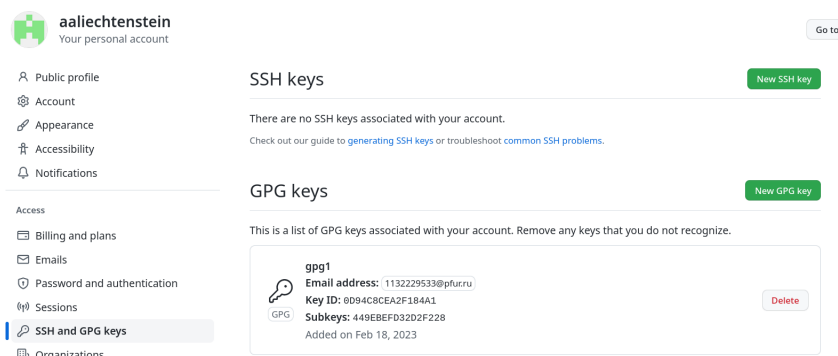 aaliechtenstein
Your personal account
Go to
Public profile
Account
Appearance
Accessibility
Notifications
Access
Billing and plans
Emails
Password and authentication
Sessions
SSH and GPG keys
Organizations
SSH keys
New SSH key
There are no SSH keys associated with your account.
Check out our guide to generating SSH keys or troubleshoot common SSH problems.
GPG keys
New GPG key
This is a list of GPG keys associated with your account. Remove any keys that you do not recognize.
GPG
gpg1
Email address: 1132229533@pfur.ru
Key ID: 0D94C8CEA2F184A1
Subkeys: 449EBEFD32D2F228
Added on Feb 18, 2023
Delete